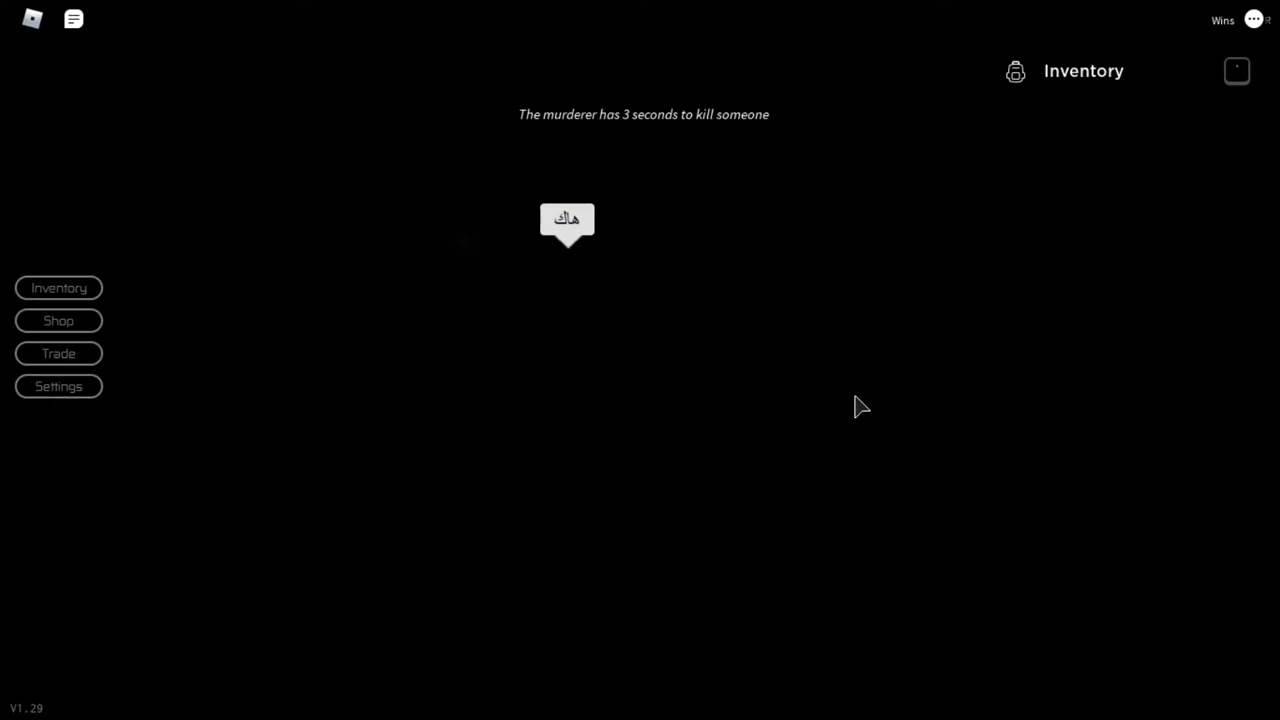 Wins
Inventory
The murderer has 3 seconds to kill someone
هاك
Inventory
Shop
Trade
Settings
V1.29